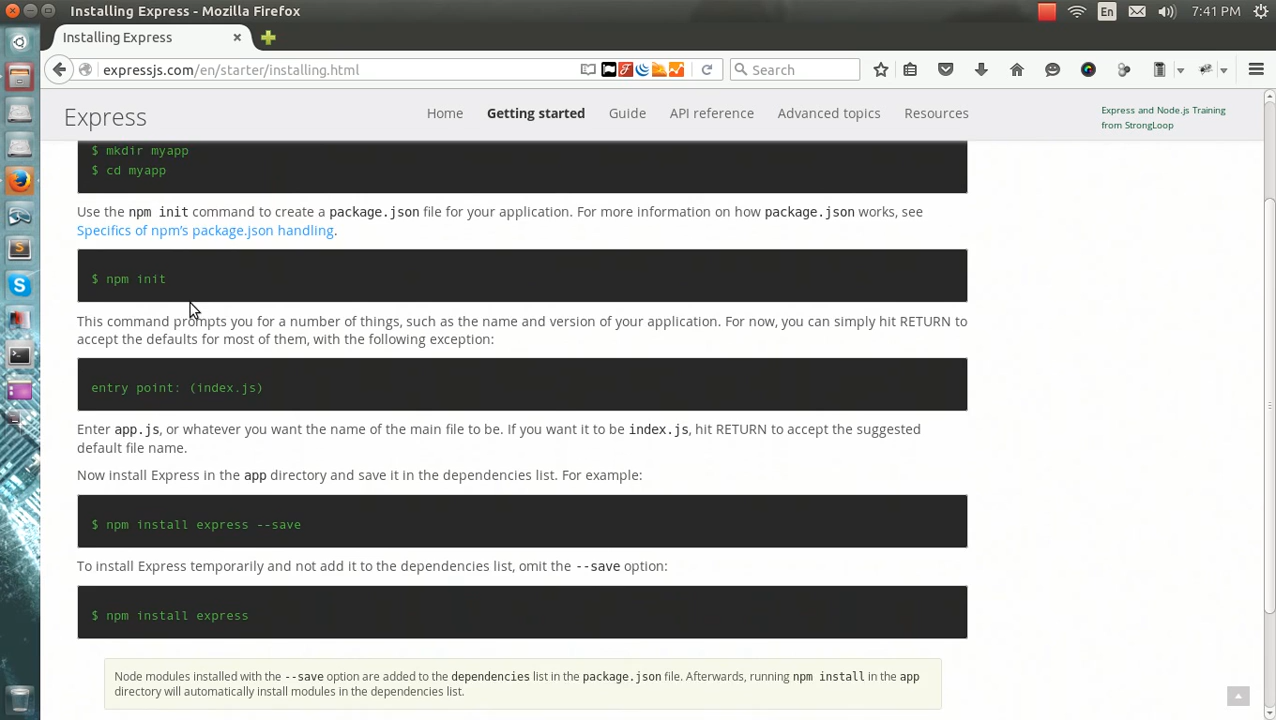 Installing Express - Mozilla Firefox
En
7:41 PM
Installing Express
expressjs.com/en/starter/installing.html
Search
Express
Home
Getting started
Guide
API reference
Advanced topics
Resources
Express and Node.js Training
from StrongLoop
$ mkdir myapp
$ cd myapp
Use the npm init command to create a package.json file for your application. For more information on how package.json works, see
Specifics of npm's package.json handling.
$ npm init
This command prompts you for a number of things, such as the name and version of your application. For now, you can simply hit RETURN to
accept the defaults for most of them, with the following exception:
entry point: (index.js)
Enter app.js, or whatever you want the name of the main file to be. If you want it to be index.js, hit RETURN to accept the suggested
default file name.
Now install Express in the app directory and save it in the dependencies list. For example:
$ npm install express --save
To install Express temporarily and not add it to the dependencies list, omit the --save option:
$ npm install express
Node modules installed with the --save option are added to the dependencies list in the package.json file. Afterwards, running npm install in the app
directory will automatically install modules in the dependencies list.